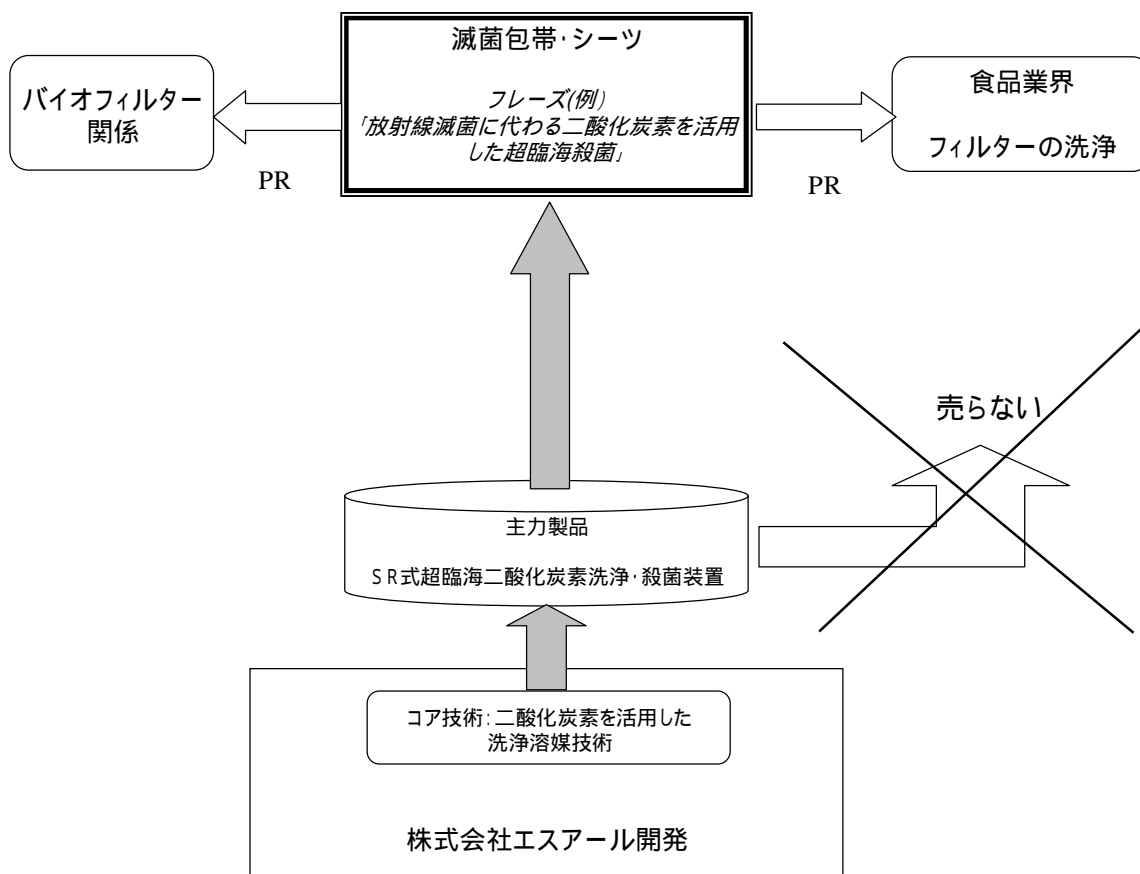 滅菌包帯・シーツ
フレーズ(例)
「放射線滅菌に代わる二酸化炭素を活用
した超臨海殺菌」
バイオフィルター
関係
PR
食品業界
フィルターの洗浄
PR
売らない
主力製品
SR式超臨海二酸化炭素洗浄・殺菌装置
コア技術:二酸化炭素を活用した
洗浄溶媒技術
株式会社エスアール開発